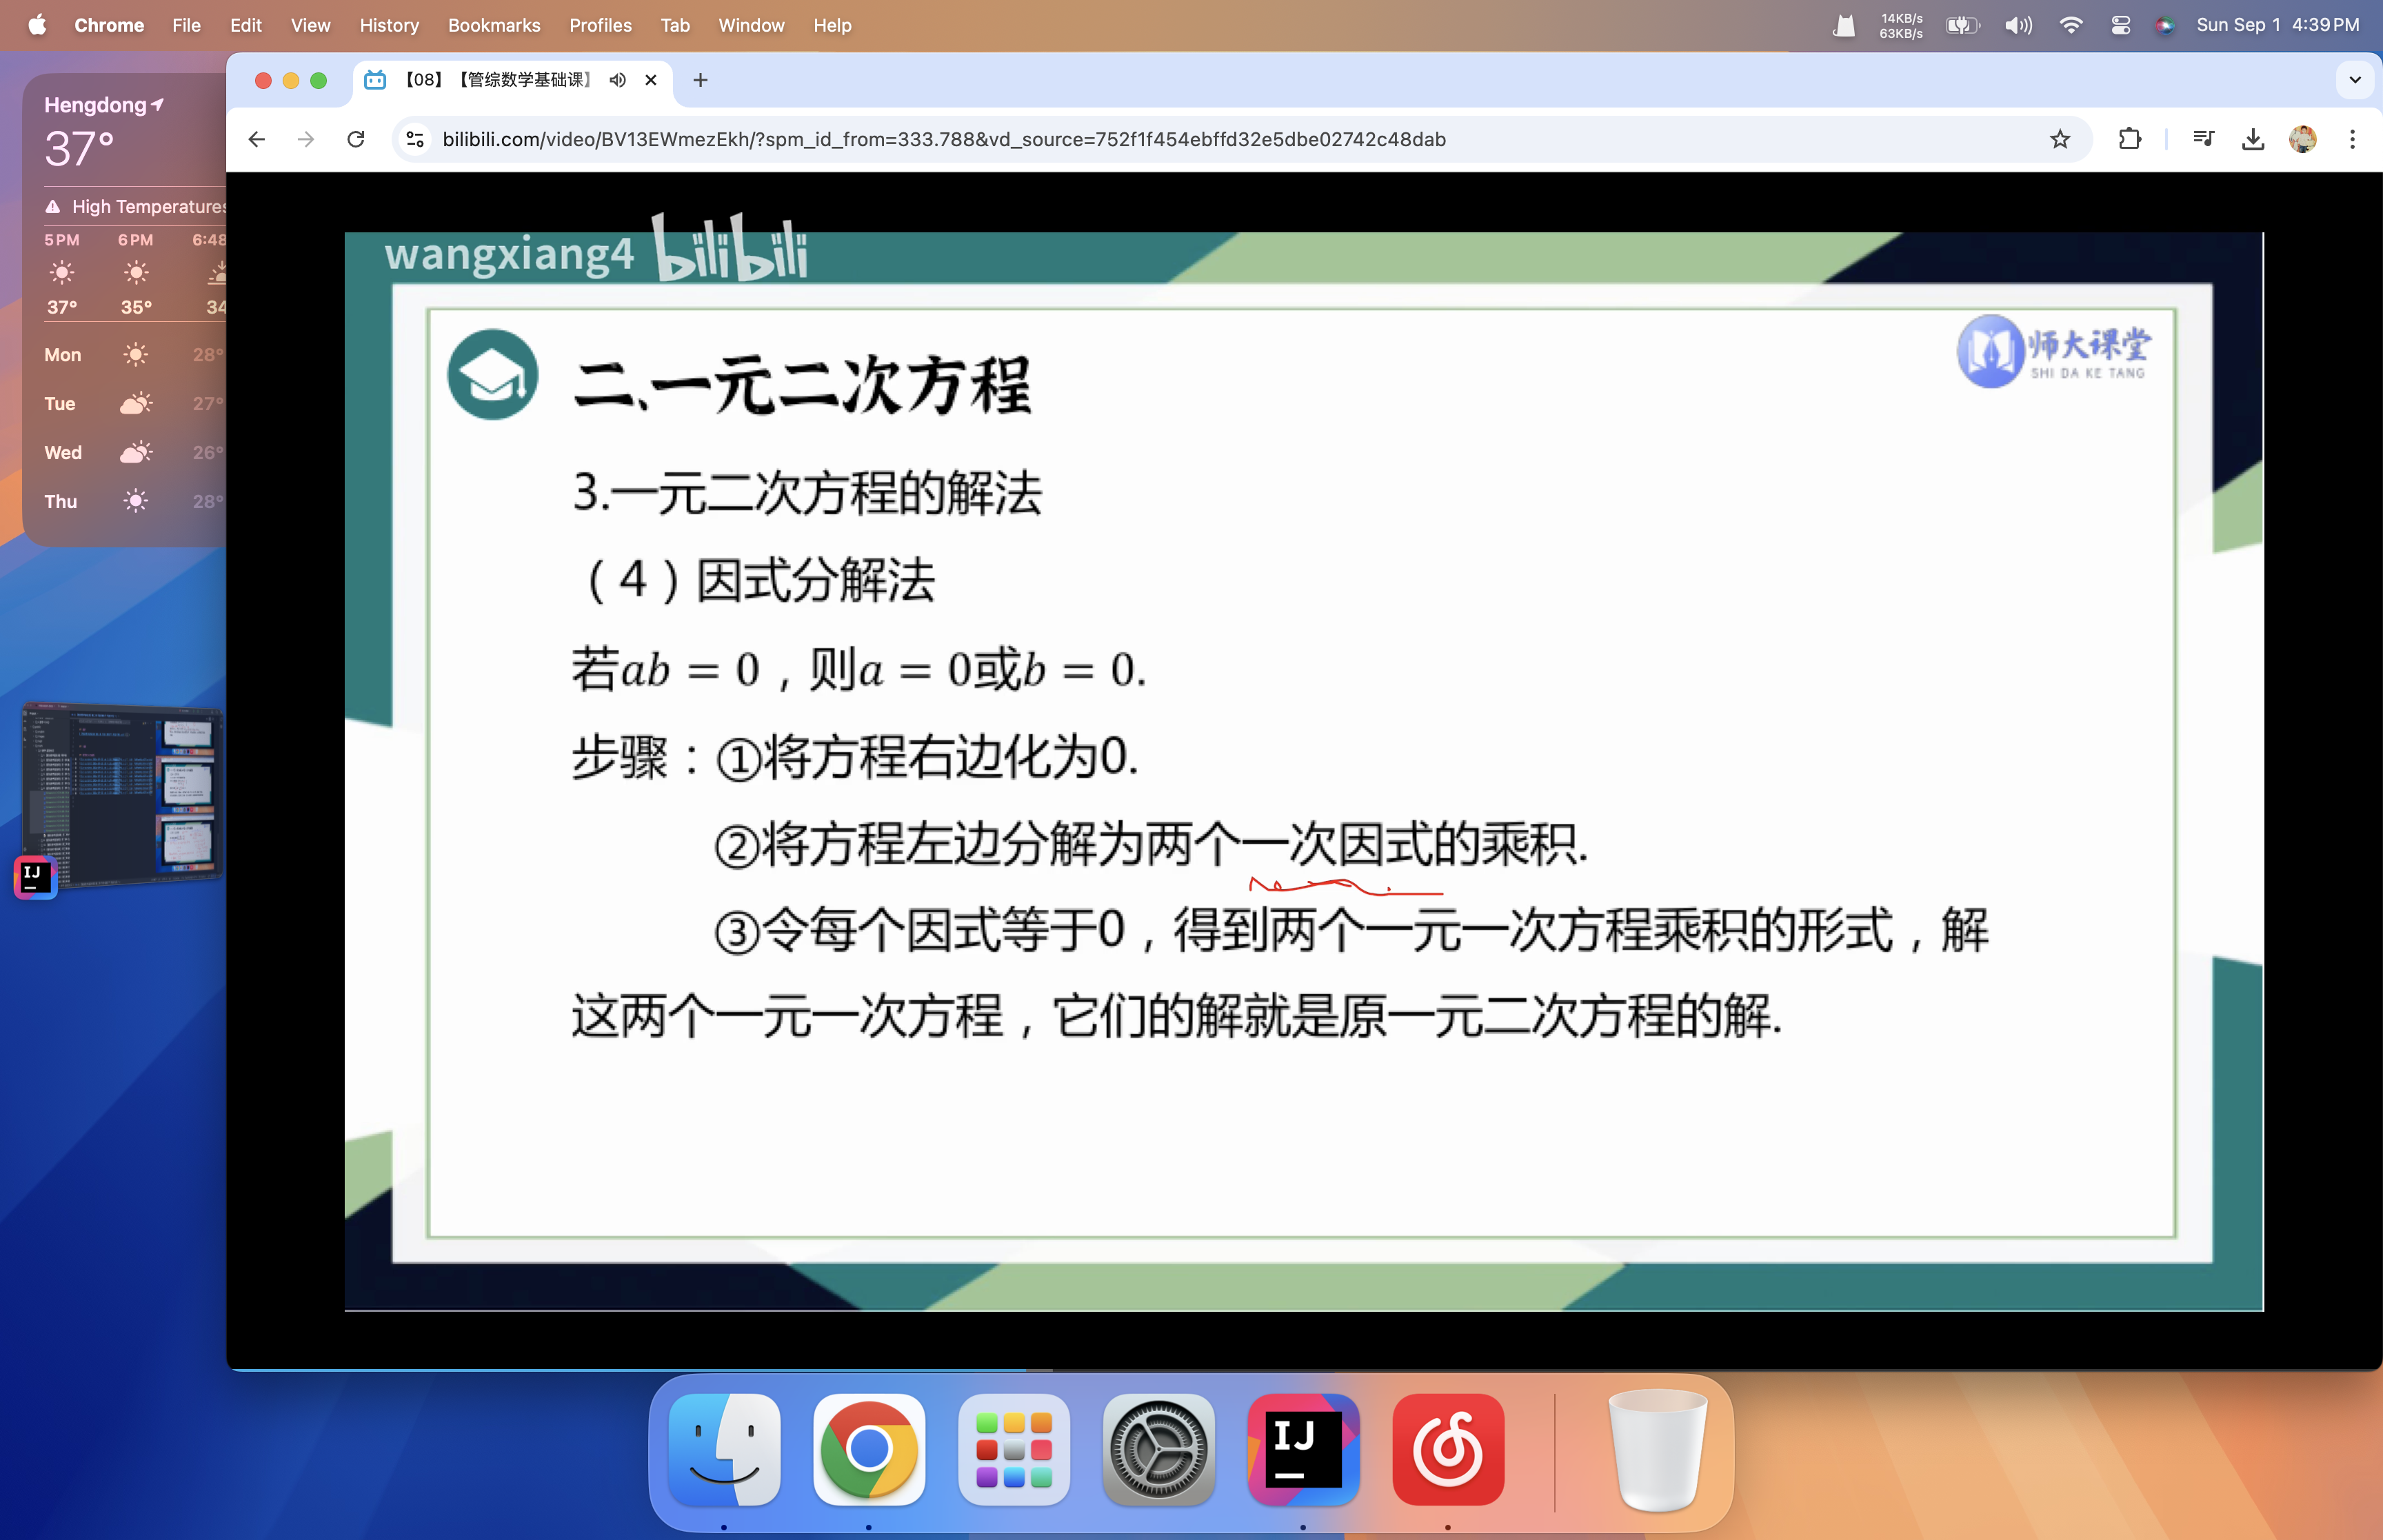 Chrome File Edit View History Bookmarks Profiles Tab Window Help
14KB/s
63KB/s
Sun Sep 1 4:39 PM
【08】【管综数学基础课】
bilibili.com/video/BV13EWmezEkh/?spm_id_from=333.788&vd_source=752f1f454ebffd32e5dbe02742c48dab
Hengdong
37°
High Temperatures
5 PM 6 PM 6:48
37° 35° 34
Mon 28°
Tue 27°
Wed 26°
Thu 28°
wangxiang4 bilibili
师大课堂
SHI DA KE TANG
二.一元二次方程
3.一元二次方程的解法
（4）因式分解法
若ab = 0，则a = 0或b = 0.
步骤：①将方程右边化为0.
②将方程左边分解为两个一次因式的乘积.
③令每个因式等于0，得到两个一元一次方程乘积的形式，解
这两个一元一次方程，它们的解就是原一元二次方程的解.
IJ
IJ